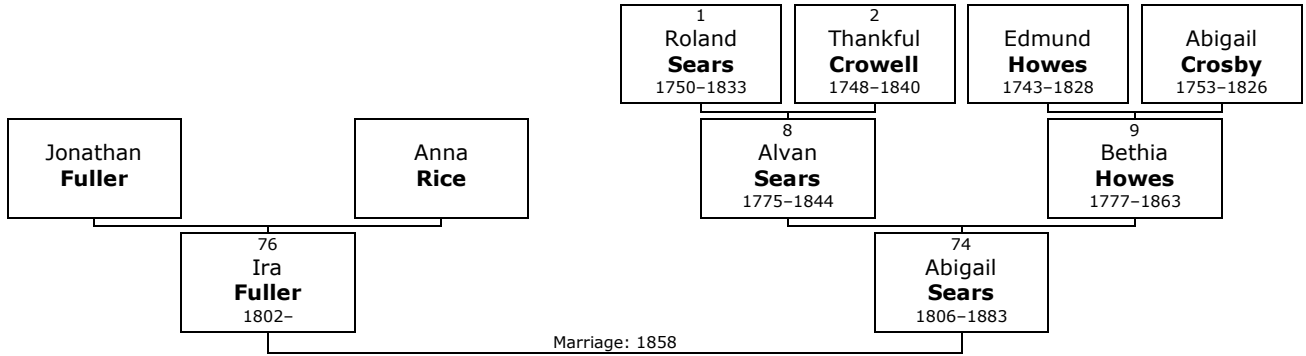 1
Roland
Sears
1750–1833
2
Thankful
Crowell
1748–1840
Edmund
Howes
1743–1828
Abigail
Crosby
1753–1826
Jonathan
Fuller
Anna
Rice
8
Alvan
Sears
1775–1844
9
Bethia
Howes
1777–1863
76
Ira
Fuller
1802–
74
Abigail
Sears
1806–1883
Marriage: 1858